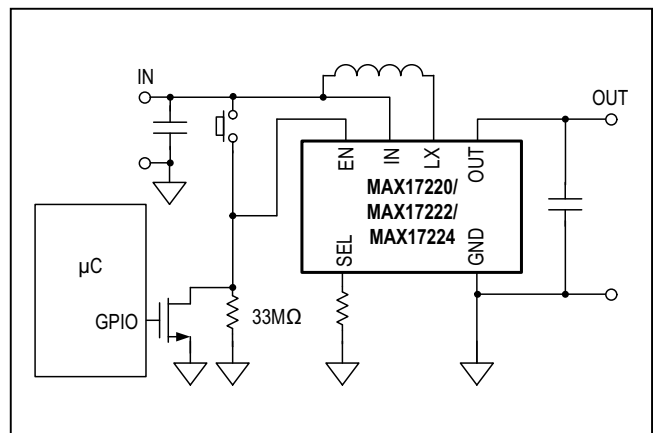 IN
OUT
EN
IN
LX
OUT
MAX17220/
MAX17222/
MAX17224
SEL
GND
µC
GPIO
33MΩ